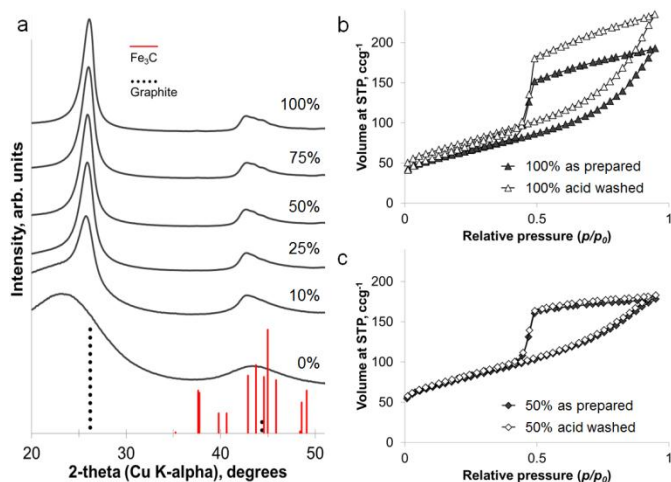 a
Fe₃C
Graphite
100%
75%
50%
25%
10%
0%
Intensity, arb. units
20 30 40 50
2-theta (Cu K-alpha), degrees
b
Volume at STP, ccg⁻¹
200
150
100
50
0
100% as prepared
100% acid washed
0 0.5 1
Relative pressure (p/p₀)
c
Volume at STP, ccg⁻¹
200
150
100
50
0
50% as prepared
50% acid washed
0 0.5 1
Relative pressure (p/p₀)